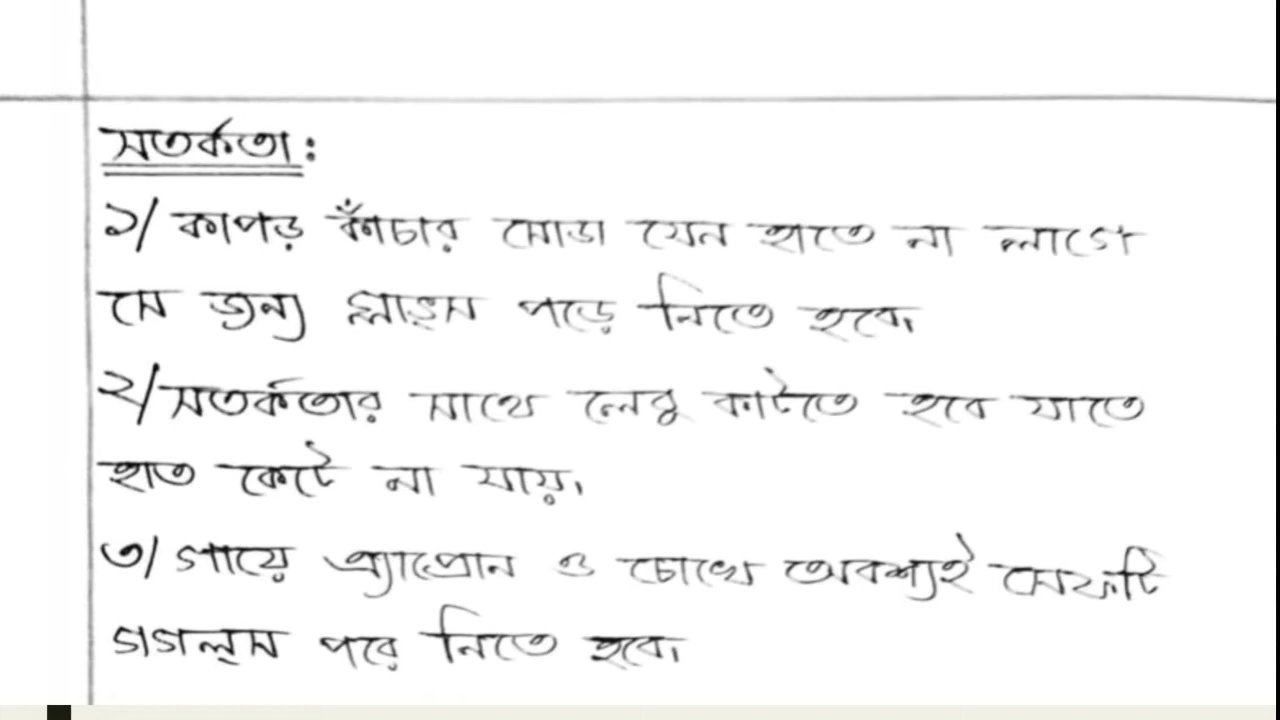 সতর্কতা:
১/ কাপড় কাঁচার সোডা যেন হাতে না লাগে
সে জন্য গ্লাভস পড়ে নিতে হবে।
২/ সতর্কতার সাথে লেবু কাটতে হবে যাতে
হাত কেটে না যায়।
৩/ গায়ে এ্যাপ্রোন ও চোখে অবশ্যই সেফটি
গগল্স পরে নিতে হবে।